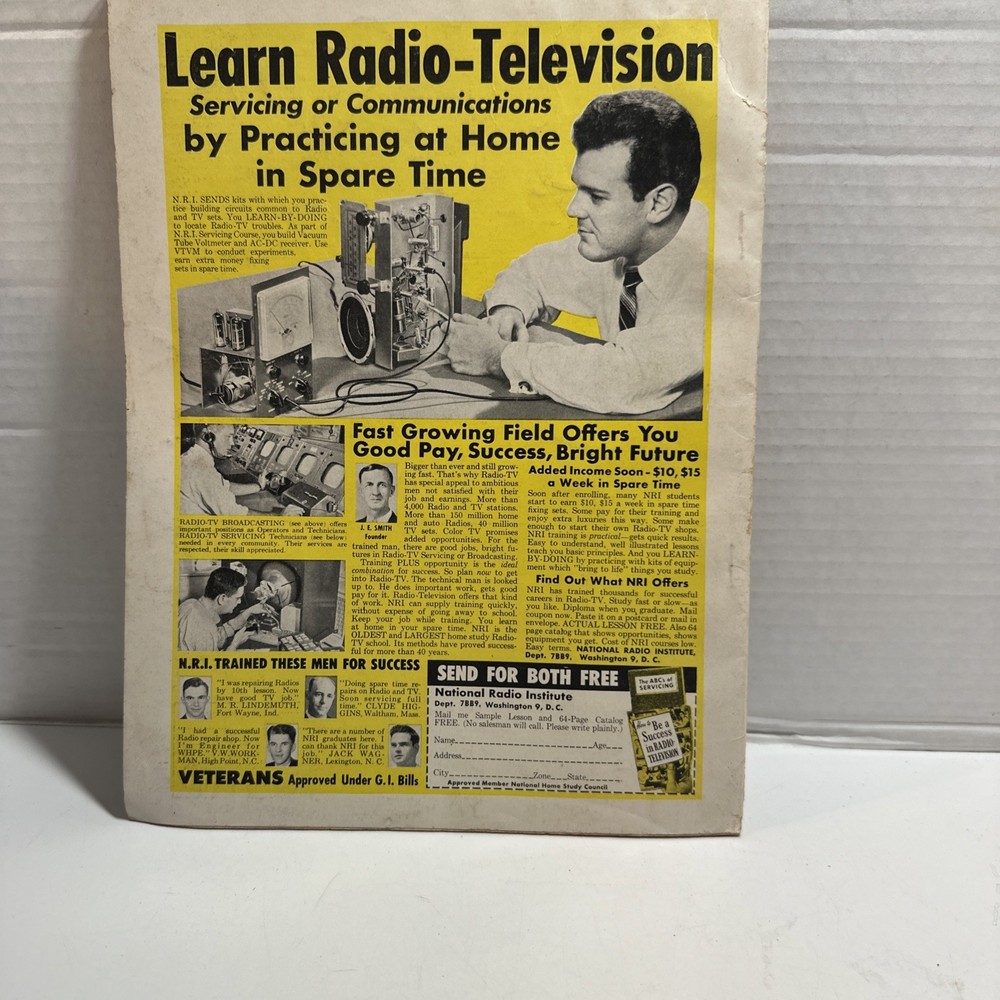 Learn Radio-Television
Servicing or Communications
by Practicing at Home
in Spare Time
N.R.I. SENDS kits with which you prac-
tice building circuits common to Radio
and TV sets. You LEARN-BY-DOING
to locate Radio-TV troubles. As part of
N.R.I. Servicing Course, you build Vacuum
Tube Voltmeter and AC-DC receiver. Use
VTVM to conduct experiments,
earn extra money fixing
sets in spare time.
Fast Growing Field Offers You
Good Pay, Success, Bright Future
RADIO-TV BROADCASTING (see above) offers
important positions as Operators and Technicians.
RADIO-TV SERVICING Technicians (see below)
needed in every community. Their services are
respected, their skill appreciated.
J. E. SMITH
Founder
Bigger than ever and still grow-
ing fast. That's why Radio-TV
has special appeal to ambitious
men not satisfied with their
job and earnings. More than
4,000 Radio and TV stations.
More than 150 million home
and auto Radios, 40 million
TV sets. Color TV promises
added opportunities. For the
trained man, there are good jobs, bright fu-
tures in Radio-TV Servicing or Broadcasting.
Training PLUS opportunity is the ideal
combination for success. So plan now to get
into Radio-TV. The technical man is looked
up to. He does important work, gets good
pay for it. Radio-Television offers that kind
of work. NRI can supply training quickly,
without expense of going away to school.
Keep your job while training. You learn
at home in your spare time. NRI is the
OLDEST and LARGEST home study Radio-
TV school. Its methods have proved success-
ful for more than 40 years.
Added Income Soon - $10, $15
a Week in Spare Time
Soon after enrolling, many NRI students
start to earn $10, $15 a week in spare time
fixing sets. Some pay for their training and
enjoy extra luxuries this way. Some make
enough to start their own Radio-TV shops.
NRI training is practical—gets quick results.
Easy to understand, well illustrated lessons
teach you basic principles. And you LEARN-
BY-DOING by practicing with kits of equip-
ment which "bring to life" things you study.
Find Out What NRI Offers
NRI has trained thousands for successful
careers in Radio-TV. Study fast or slow—as
you like. Diploma when you graduate. Mail
coupon now. Paste it on a postcard or mail in
envelope. ACTUAL LESSON FREE. Also 64
page catalog that shows opportunities, shows
equipment you get. Cost of NRI courses low.
Easy terms. NATIONAL RADIO INSTITUTE,
Dept. 7BB9, Washington 9, D. C.
N.R.I. TRAINED THESE MEN FOR SUCCESS
"I was repairing Radios
by 10th lesson. Now
have good TV job."
M. R. LINDEMUTH,
Fort Wayne, Ind.
"Doing spare time re-
pairs on Radio and TV.
Soon servicing full
time." CLYDE HIG-
GINS, Waltham, Mass.
"I had a successful
Radio repair shop. Now
I'm Engineer for
WHPE." V.W. WORK-
MAN, High Point, N.C.
"There are a number of
NRI graduates here. I
can thank NRI for this
job." JACK WAG-
NER, Lexington, N. C.
VETERANS Approved Under G.I. Bills
SEND FOR BOTH FREE
National Radio Institute
Dept. 7BB9, Washington 9, D.C.
Mail me Sample Lesson and 64-Page Catalog
FREE. (No salesman will call. Please write plainly.)
Name Age
Address
City Zone State
Approved Member National Home Study Council
The ABC's of
SERVICING
How to Be a
Success
in RADIO
TELEVISION